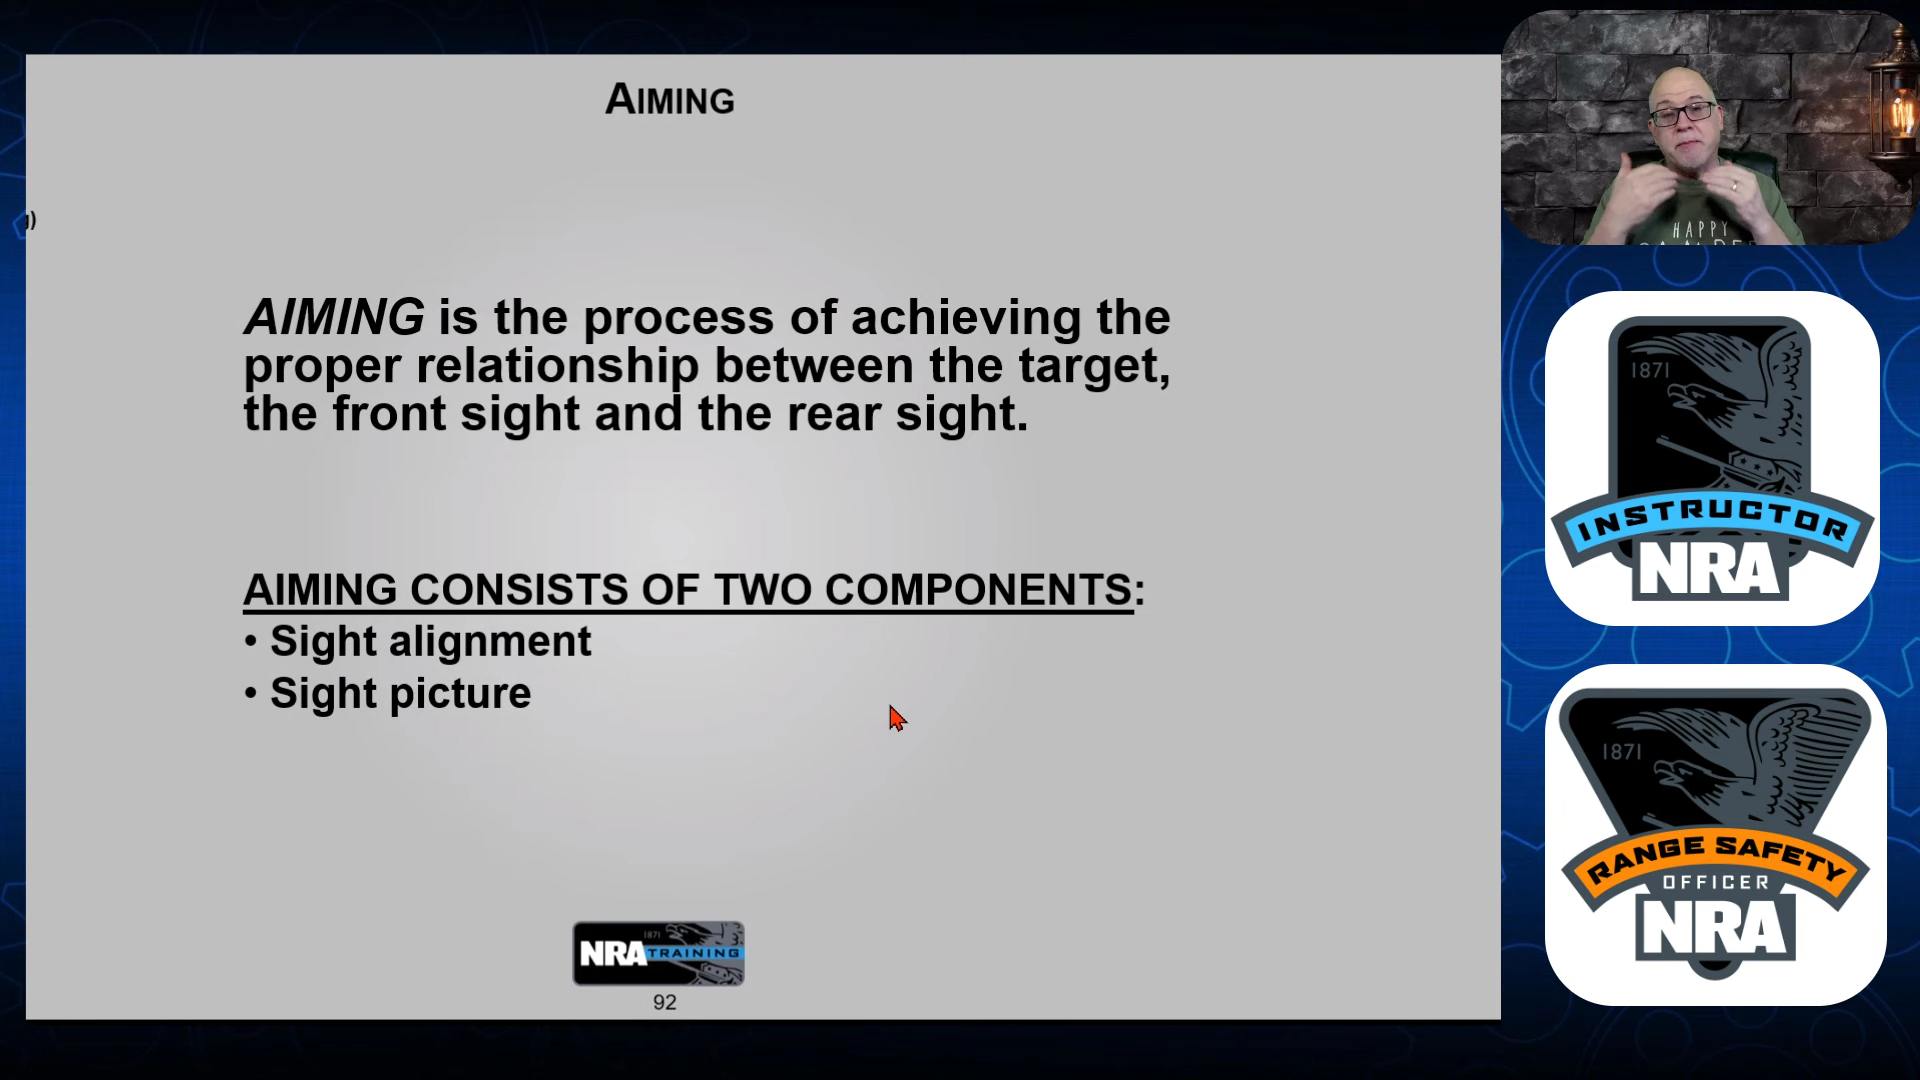 AIMING
AIMING is the process of achieving the
proper relationship between the target,
the front sight and the rear sight.
AIMING CONSISTS OF TWO COMPONENTS:
• Sight alignment
• Sight picture
1871
NRA TRAINING
92
HAPPY
1871
INSTRUCTOR
NRA
1871
RANGE SAFETY
OFFICER
NRA